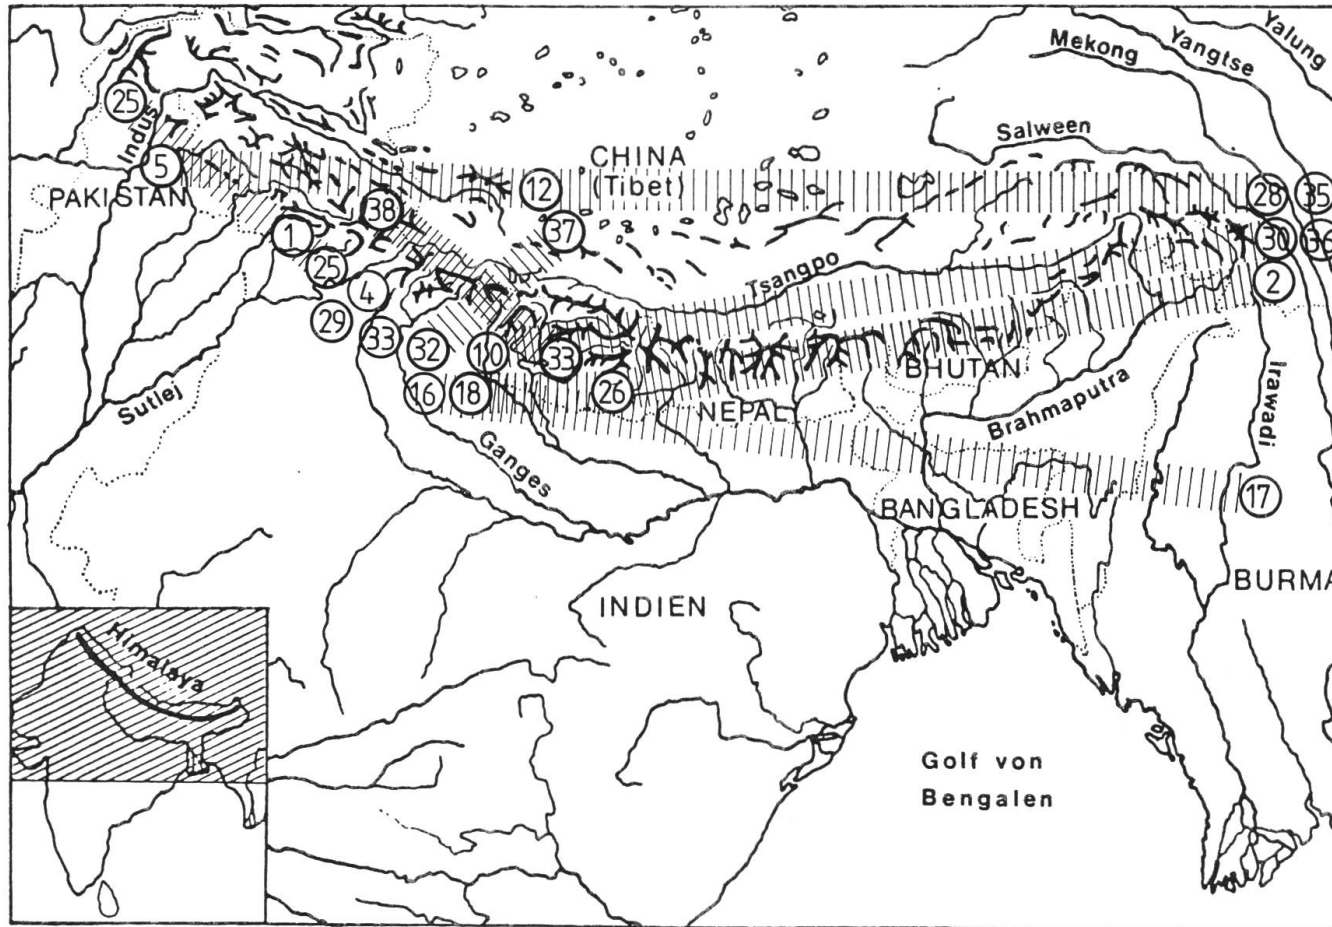 Yalung
Yangtse
Mekong
25
Indus
Salween
5
CHINA
(Tibet)
12
28
35
PAKISTAN
38
1
37
30
36
25
Tsangpo
2
4
29
33
32
10
33
BHUTAN
16
18
26
NEPAL
Brahmaputra
Irawadi
Sutlej
Ganges
17
BANGLADESH
BURMA
INDIEN
Himalaya
Golf von
Bengalen